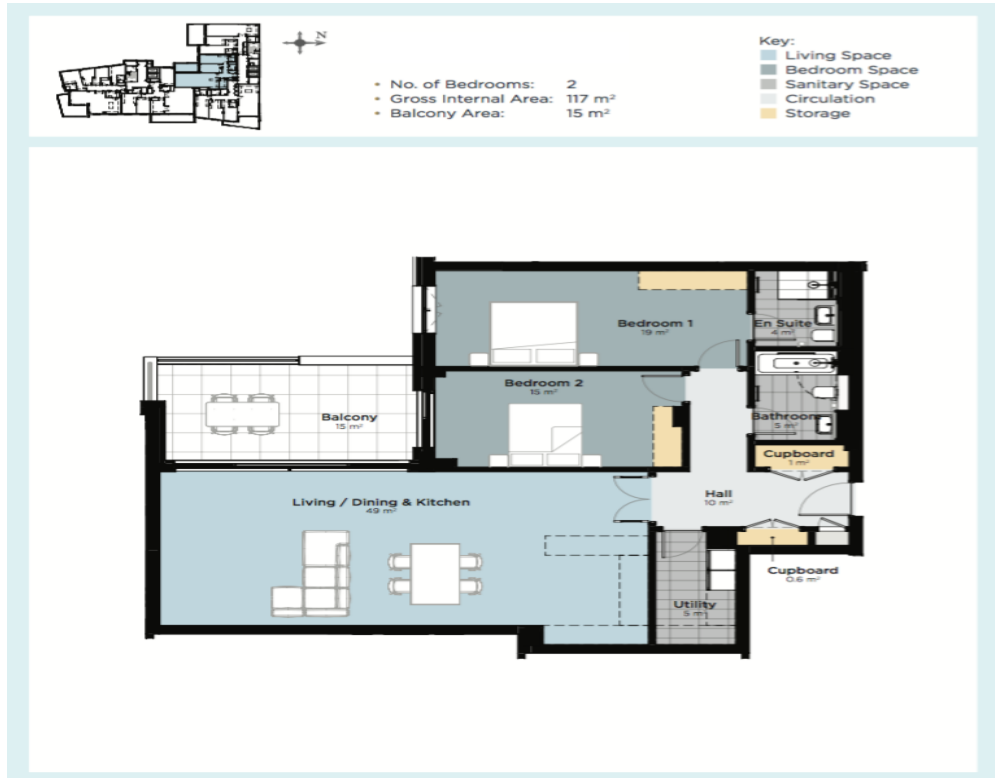 N
• No. of Bedrooms: 2
• Gross Internal Area: 117 m²
• Balcony Area: 15 m²
Key:
Living Space
Bedroom Space
Sanitary Space
Circulation
Storage
Bedroom 1
19 m²
En Suite
4 m²
Bedroom 2
15 m²
Balcony
15 m²
Bathroom
5 m²
Cupboard
1 m²
Living / Dining & Kitchen
49 m²
Hall
10 m²
Cupboard
0.6 m²
Utility
5 m²